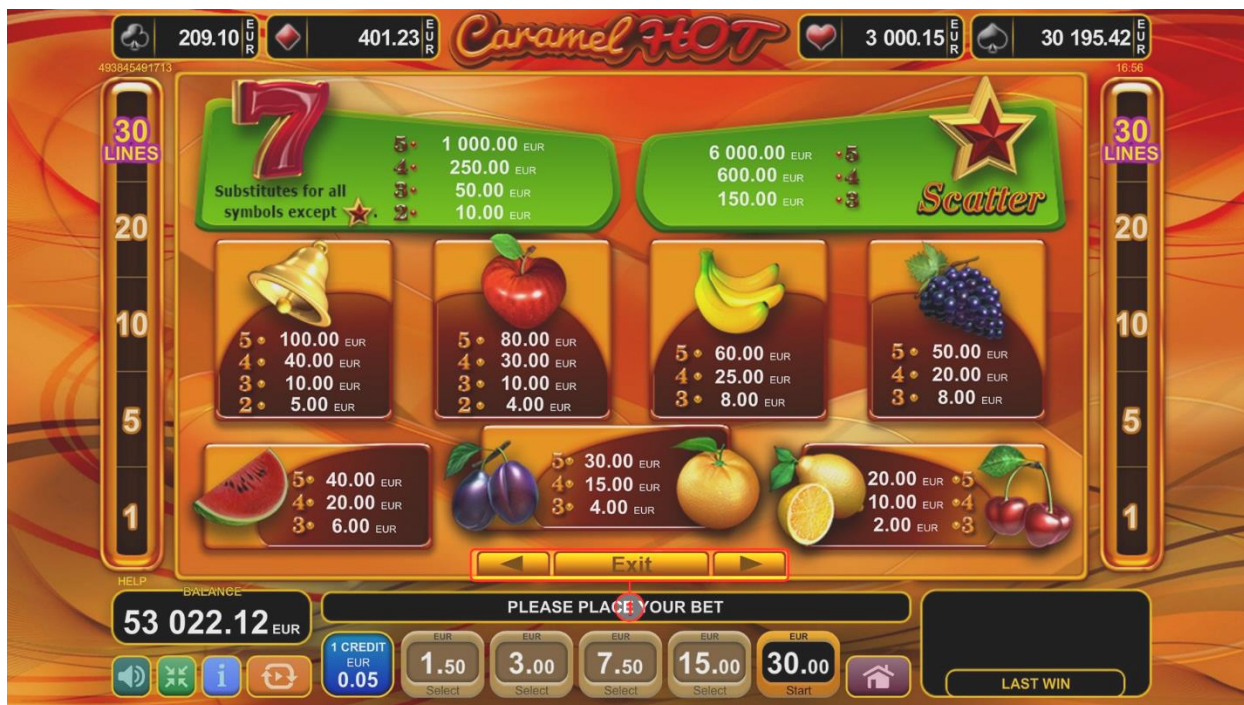 209.10 EUR
401.23 EUR
Caramel HOT
3 000.15 EUR
30 195.42 EUR
493845491713
16:56
30
LINES
20
10
5
1
7
Substitutes for all
symbols except .
5 1 000.00 EUR
4 250.00 EUR
3 50.00 EUR
2 10.00 EUR
6 000.00 EUR 5
600.00 EUR 4
150.00 EUR 3
Scatter
30
LINES
20
10
5
1
5 100.00 EUR
4 40.00 EUR
3 10.00 EUR
2 5.00 EUR
5 80.00 EUR
4 30.00 EUR
3 10.00 EUR
2 4.00 EUR
5 60.00 EUR
4 25.00 EUR
3 8.00 EUR
5 50.00 EUR
4 20.00 EUR
3 8.00 EUR
5 40.00 EUR
4 20.00 EUR
3 6.00 EUR
5 30.00 EUR
4 15.00 EUR
3 4.00 EUR
20.00 EUR 5
10.00 EUR 4
2.00 EUR 3
Exit
HELP
BALANCE
53 022.12 EUR
PLEASE PLACE YOUR BET
1 CREDIT
EUR
0.05
EUR
1.50
Select
EUR
3.00
Select
EUR
7.50
Select
EUR
15.00
Select
EUR
30.00
Start
LAST WIN